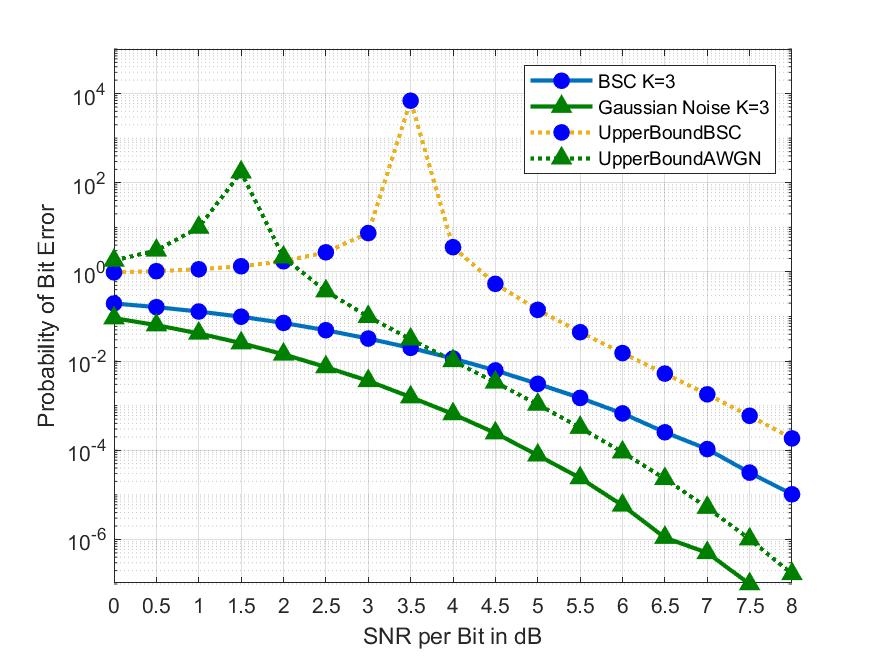 BSC K=3
Gaussian Noise K=3
UpperBoundBSC
UpperBoundAWGN
10^4
10^2
10^0
10^-2
10^-4
10^-6
Probability of Bit Error
0 0.5 1 1.5 2 2.5 3 3.5 4 4.5 5 5.5 6 6.5 7 7.5 8
SNR per Bit in dB